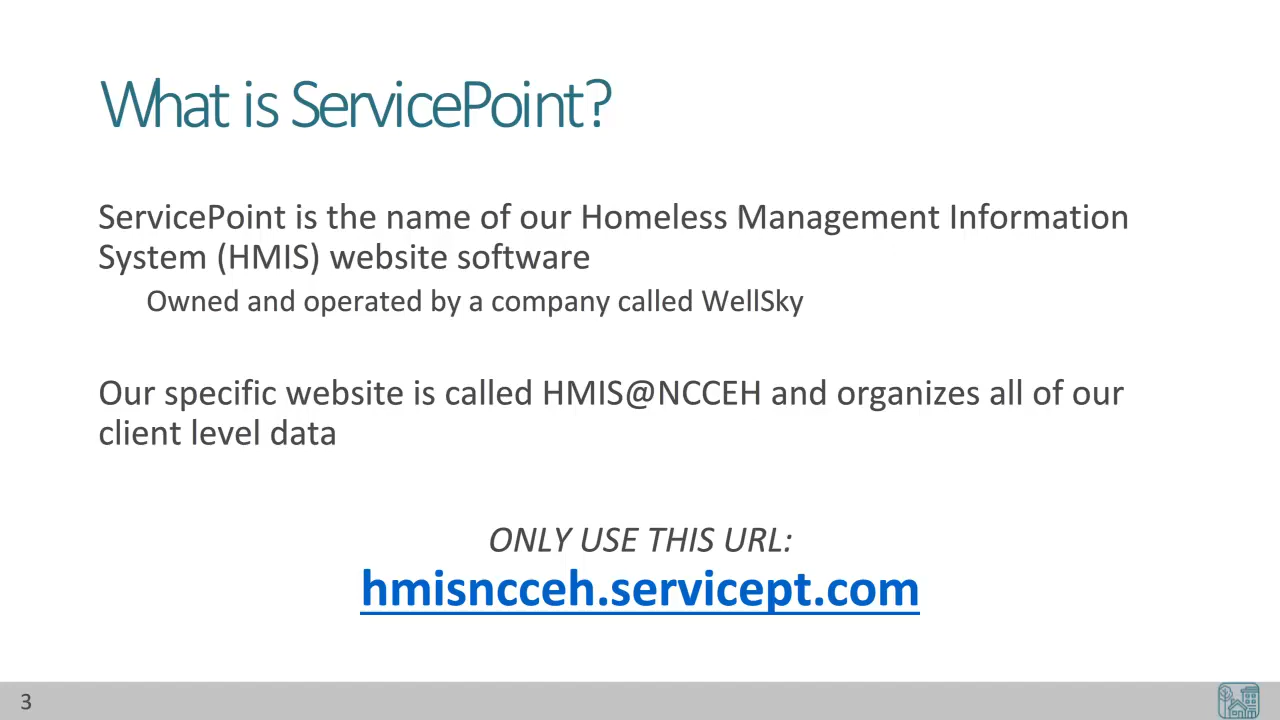 What is ServicePoint?
ServicePoint is the name of our Homeless Management Information
System (HMIS) website software
Owned and operated by a company called WellSky
Our specific website is called HMIS@NCCEH and organizes all of our
client level data
ONLY USE THIS URL:
hmisncceh.servicept.com
3